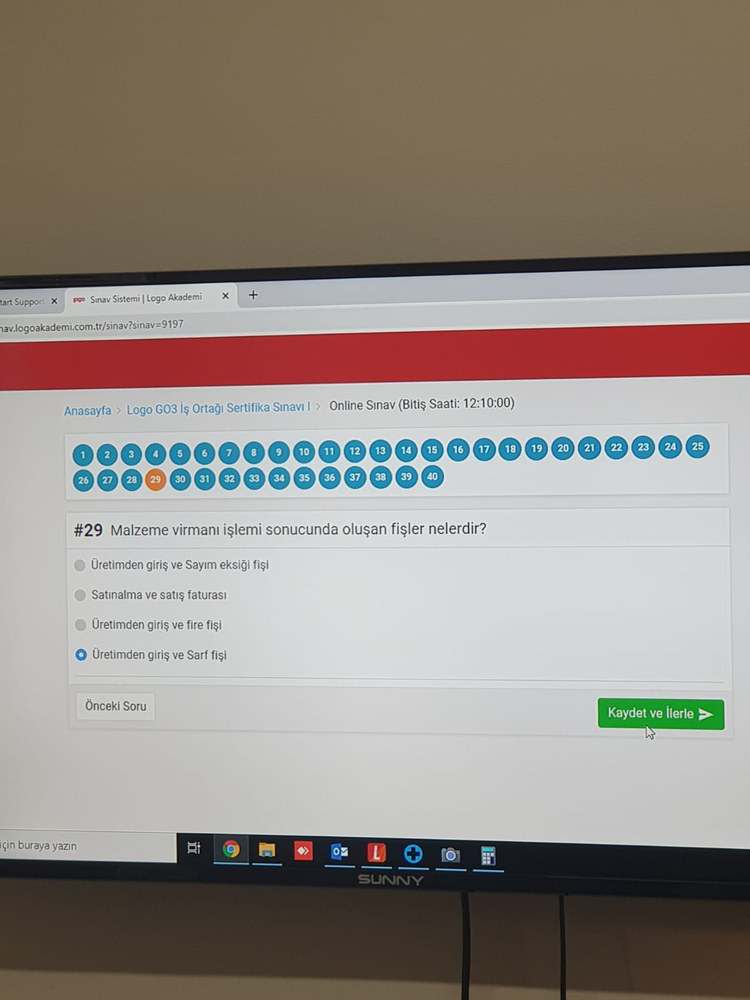 tart Support
logo Sınav Sistemi | Logo Akademi
nav.logoakademi.com.tr/sinav?sinav=9197
Anasayfa > Logo GO3 İş Ortağı Sertifika Sınavı I > Online Sınav (Bitiş Saati: 12:10:00)
1 2 3 4 5 6 7 8 9 10 11 12 13 14 15 16 17 18 19 20 21 22 23 24 25
26 27 28 29 30 31 32 33 34 35 36 37 38 39 40
#29 Malzeme virmanı işlemi sonucunda oluşan fişler nelerdir?
Üretimden giriş ve Sayım eksiği fişi
Satınalma ve satış faturası
Üretimden giriş ve fire fişi
Üretimden giriş ve Sarf fişi
Önceki Soru
Kaydet ve İlerle
için buraya yazın
L
SUNNY